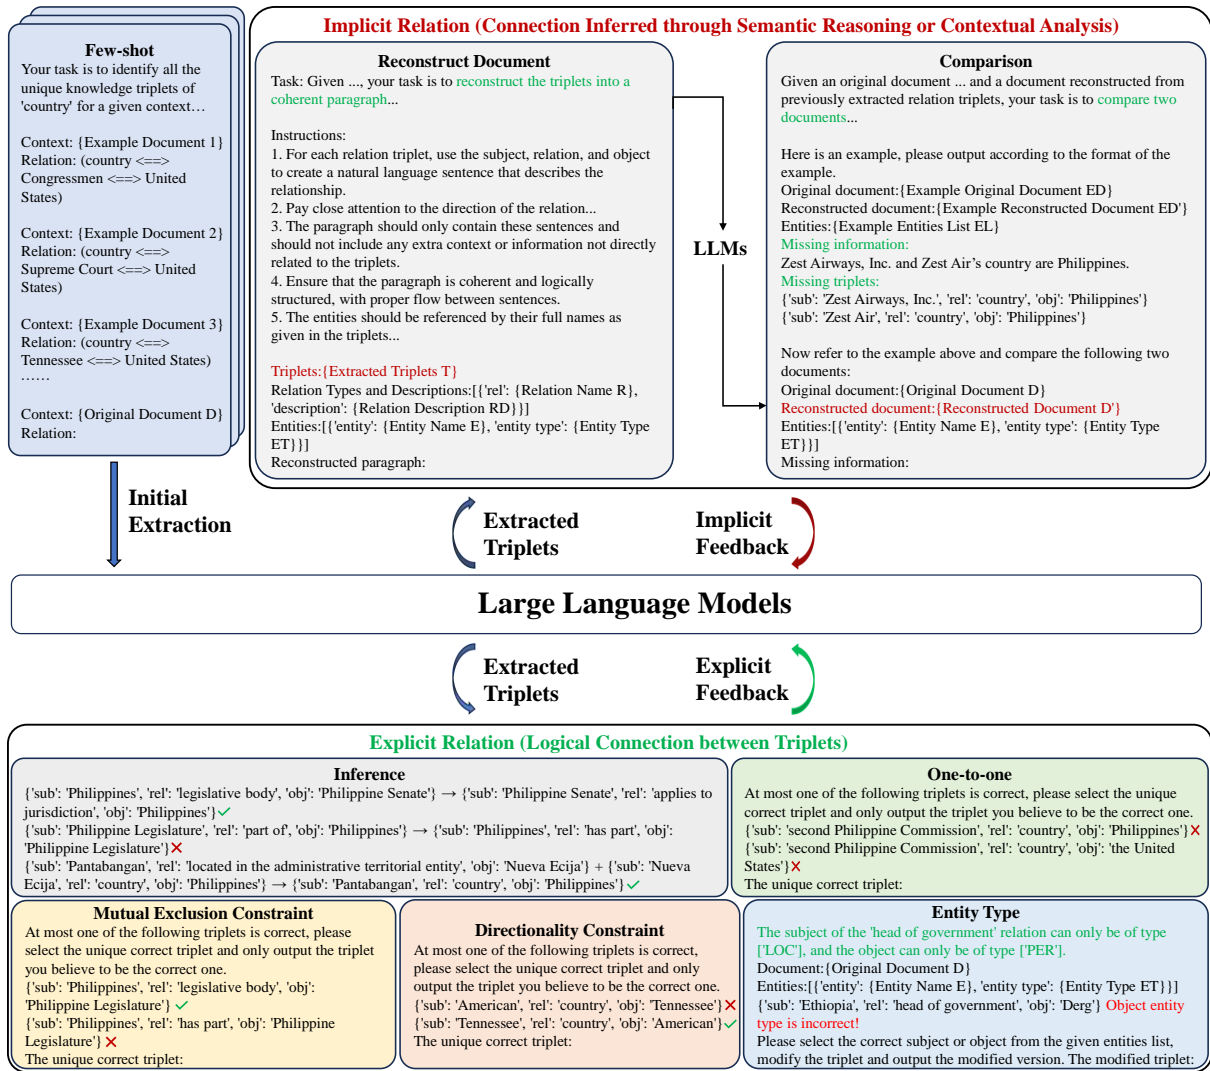 Few-shot
Your task is to identify all the
unique knowledge triplets of
'country' for a given context…
Context: {Example Document 1}
Relation: (country <==>
Congressmen <==> United
States)
Context: {Example Document 2}
Relation: (country <==>
Supreme Court <==> United
States)
Context: {Example Document 3}
Relation: (country <==>
Tennessee <==> United States)
……
Context: {Original Document D}
Relation:
Implicit Relation (Connection Inferred through Semantic Reasoning or Contextual Analysis)
Reconstruct Document
Task: Given ..., your task is to reconstruct the triplets into a
coherent paragraph...
Instructions:
1. For each relation triplet, use the subject, relation, and object
to create a natural language sentence that describes the
relationship.
2. Pay close attention to the direction of the relation...
3. The paragraph should only contain these sentences and
should not include any extra context or information not directly
related to the triplets.
4. Ensure that the paragraph is coherent and logically
structured, with proper flow between sentences.
5. The entities should be referenced by their full names as
given in the triplets...
Triplets:{Extracted Triplets T}
Relation Types and Descriptions:[{'rel': {Relation Name R},
'description': {Relation Description RD}}]
Entities:[{'entity': {Entity Name E}, 'entity type': {Entity Type
ET}}]
Reconstructed paragraph:
LLMs
Comparison
Given an original document ... and a document reconstructed from
previously extracted relation triplets, your task is to compare two
documents...
Here is an example, please output according to the format of the
example.
Original document:{Example Original Document ED}
Reconstructed document:{Example Reconstructed Document ED'}
Entities:{Example Entities List EL}
Missing information:
Zest Airways, Inc. and Zest Air's country are Philippines.
Missing triplets:
{'sub': 'Zest Airways, Inc.', 'rel': 'country', 'obj': 'Philippines'}
{'sub': 'Zest Air', 'rel': 'country', 'obj': 'Philippines'}
Now refer to the example above and compare the following two
documents:
Original document:{Original Document D}
Reconstructed document:{Reconstructed Document D'}
Entities:[{'entity': {Entity Name E}, 'entity type': {Entity Type
ET}}]
Missing information:
Initial
Extraction
Extracted
Triplets
Implicit
Feedback
Large Language Models
Extracted
Triplets
Explicit
Feedback
Explicit Relation (Logical Connection between Triplets)
Inference
{'sub': 'Philippines', 'rel': 'legislative body', 'obj': 'Philippine Senate'} → {'sub': 'Philippine Senate', 'rel': 'applies to
jurisdiction', 'obj': 'Philippines'}✓
{'sub': 'Philippine Legislature', 'rel': 'part of', 'obj': 'Philippines'} → {'sub': 'Philippines', 'rel': 'has part', 'obj':
'Philippine Legislature'}✗
{'sub': 'Pantabangan', 'rel': 'located in the administrative territorial entity', 'obj': 'Nueva Ecija'} + {'sub': 'Nueva
Ecija', 'rel': 'country', 'obj': 'Philippines'} → {'sub': 'Pantabangan', 'rel': 'country', 'obj': 'Philippines'}✓
One-to-one
At most one of the following triplets is correct, please select the unique
correct triplet and only output the triplet you believe to be the correct one.
{'sub': 'second Philippine Commission', 'rel': 'country', 'obj': 'Philippines'}✗
{'sub': 'second Philippine Commission', 'rel': 'country', 'obj': 'the United
States'}✗
The unique correct triplet:
Mutual Exclusion Constraint
At most one of the following triplets is correct, please
select the unique correct triplet and only output the triplet
you believe to be the correct one.
{'sub': 'Philippines', 'rel': 'legislative body', 'obj':
'Philippine Legislature'} ✓
{'sub': 'Philippines', 'rel': 'has part', 'obj': 'Philippine
Legislature'} ✗
The unique correct triplet:
Directionality Constraint
At most one of the following triplets is correct,
please select the unique correct triplet and only
output the triplet you believe to be the correct one.
{'sub': 'American', 'rel': 'country', 'obj': 'Tennessee'}✗
{'sub': 'Tennessee', 'rel': 'country', 'obj': 'American'}✓
The unique correct triplet:
Entity Type
The subject of the 'head of government' relation can only be of type
['LOC'], and the object can only be of type ['PER'].
Document:{Original Document D}
Entities:[{'entity': {Entity Name E}, 'entity type': {Entity Type ET}}]
{'sub': 'Ethiopia', 'rel': 'head of government', 'obj': 'Derg'} Object entity
type is incorrect!
Please select the correct subject or object from the given entities list,
modify the triplet and output the modified version. The modified triplet: